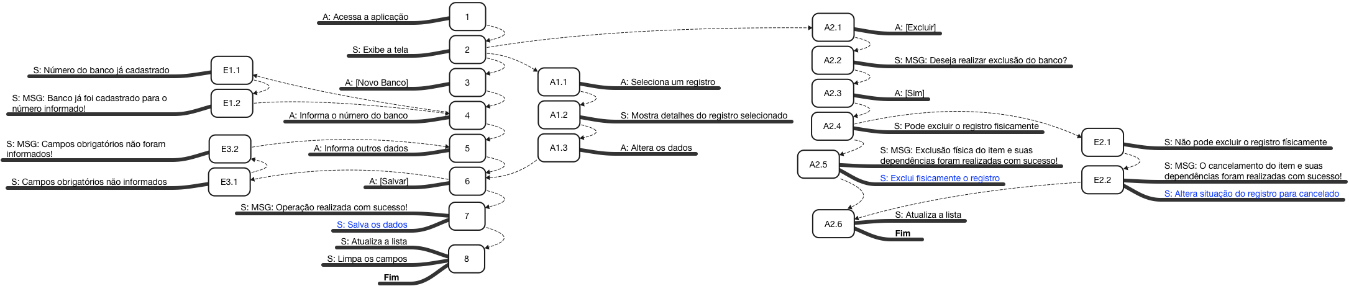 1
A: Acessa a aplicação
2
S: Exibe a tela
3
A: [Novo Banco]
4
A: Informa o número do banco
5
A: Informa outros dados
6
A: [Salvar]
7
S: MSG: Operação realizada com sucesso!
S: Salva os dados
8
S: Atualiza a lista
S: Limpa os campos
Fim
E1.1
S: Número do banco já cadastrado
E1.2
S: MSG: Banco já foi cadastrado para o
número informado!
E3.2
S: MSG: Campos obrigatórios não foram
informados!
E3.1
S: Campos obrigatórios não informados
A1.1
A: Seleciona um registro
A1.2
S: Mostra detalhes do registro selecionado
A1.3
A: Altera os dados
A2.1
A: [Excluir]
A2.2
S: MSG: Deseja realizar exclusão do banco?
A2.3
A: [Sim]
A2.4
S: Pode excluir o registro fisicamente
A2.5
S: MSG: Exclusão física do item e suas
dependências foram realizadas com sucesso!
S: Exclui fisicamente o registro
A2.6
S: Atualiza a lista
Fim
E2.1
S: Não pode excluir o registro fisicamente
E2.2
S: MSG: O cancelamento do item e suas
dependências foram realizadas com sucesso!
S: Altera situação do registro para cancelado